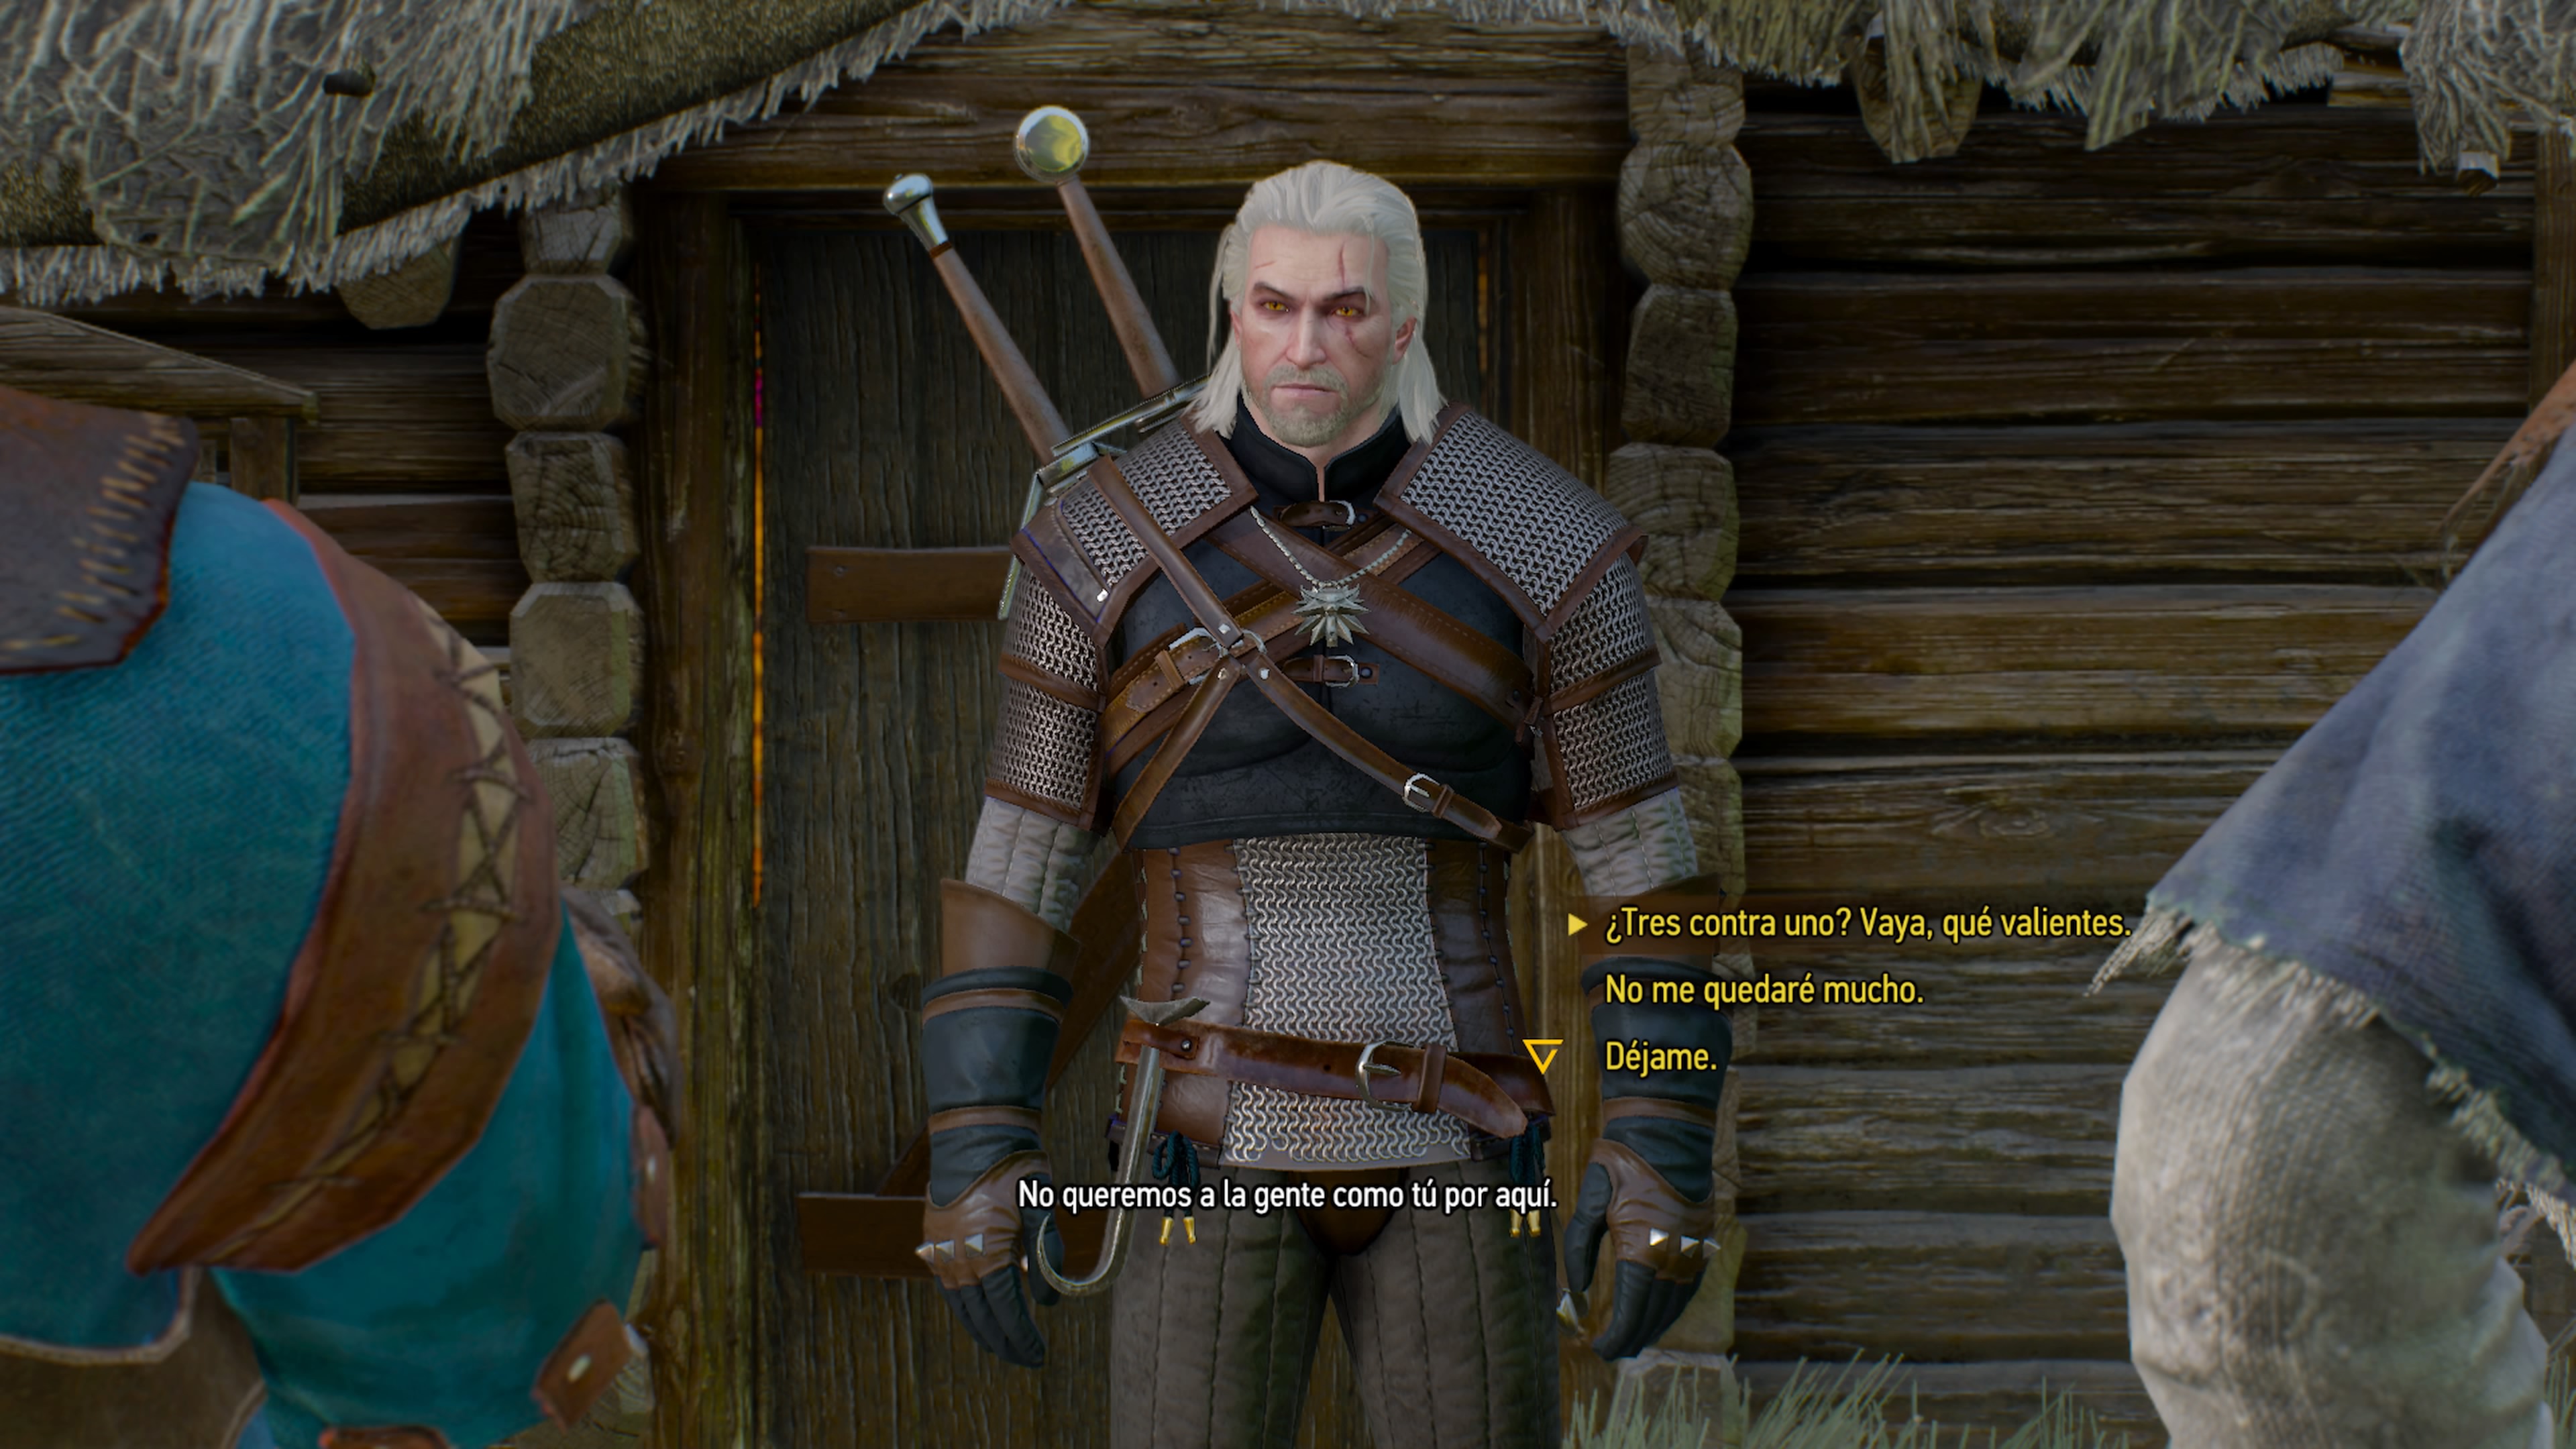 ¿Tres contra uno? Vaya, qué valientes.
No me quedaré mucho.
Déjame.
No queremos a la gente como tú por aquí.